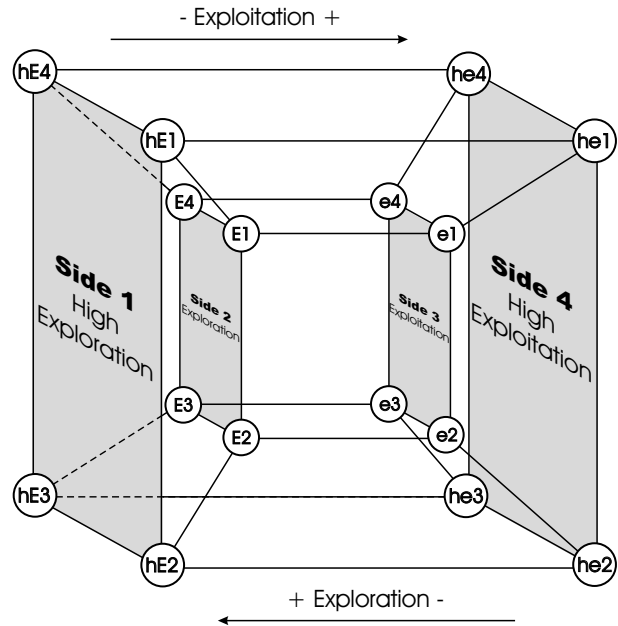 - Exploitation +
hE4
he4
hE1
he1
E4
e4
E1
e1
Side 1
High
Exploration
Side 2
Exploration
Side 3
Exploitation
Side 4
High
Exploitation
E3
e3
E2
e2
hE3
he3
hE2
he2
+ Exploration -